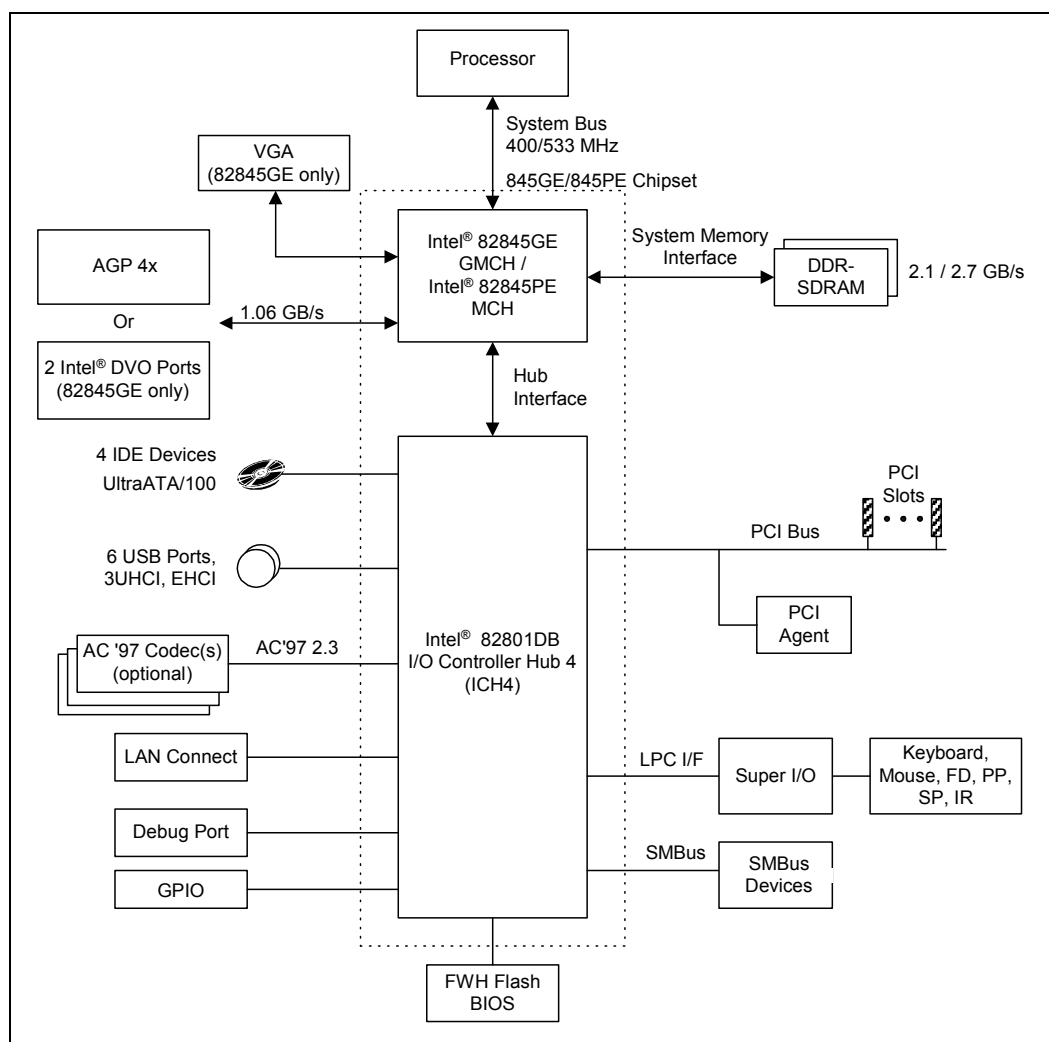 Processor
System Bus
400/533 MHz
VGA
(82845GE only)
845GE/845PE Chipset
Intel® 82845GE
GMCH /
Intel® 82845PE
MCH
System Memory
Interface
DDR-
SDRAM
2.1 / 2.7 GB/s
AGP 4x
Or
1.06 GB/s
2 Intel® DVO Ports
(82845GE only)
Hub
Interface
4 IDE Devices
UltraATA/100
PCI
Slots
PCI Bus
6 USB Ports,
3UHCI, EHCI
PCI
Agent
AC '97 Codec(s)
(optional)
AC'97 2.3
Intel® 82801DB
I/O Controller Hub 4
(ICH4)
LAN Connect
LPC I/F
Super I/O
Keyboard,
Mouse, FD, PP,
SP, IR
Debug Port
SMBus
SMBus
Devices
GPIO
FWH Flash
BIOS